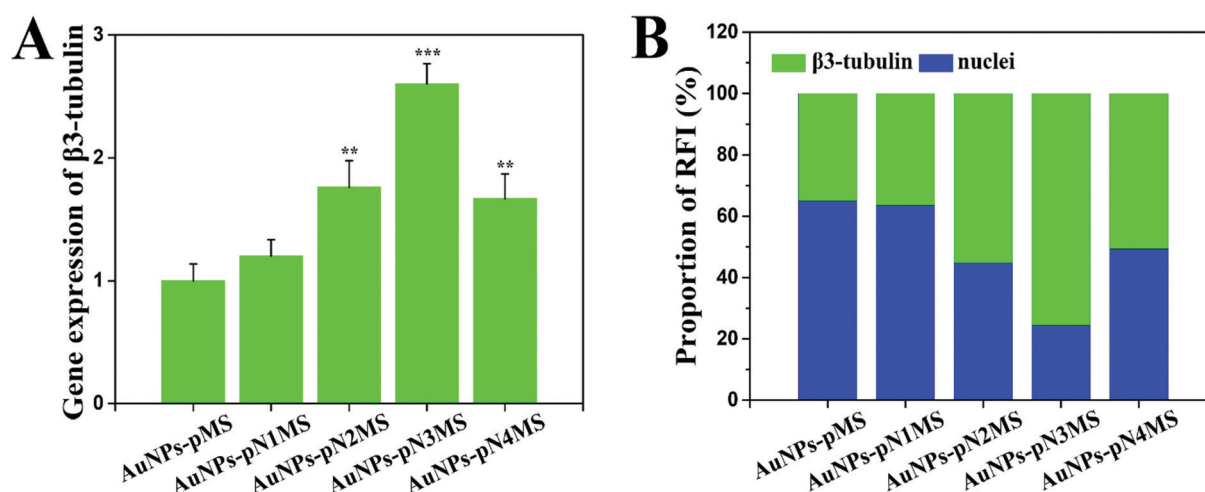 A
Gene expression of β3-tubulin
3
2
1
0
**
***
**
AuNPs-pMS
AuNPs-pN1MS
AuNPs-pN2MS
AuNPs-pN3MS
AuNPs-pN4MS
B
Proportion of RFI (%)
120
100
80
60
40
20
0
β3-tubulin nuclei
AuNPs-pMS
AuNPs-pN1MS
AuNPs-pN2MS
AuNPs-pN3MS
AuNPs-pN4MS